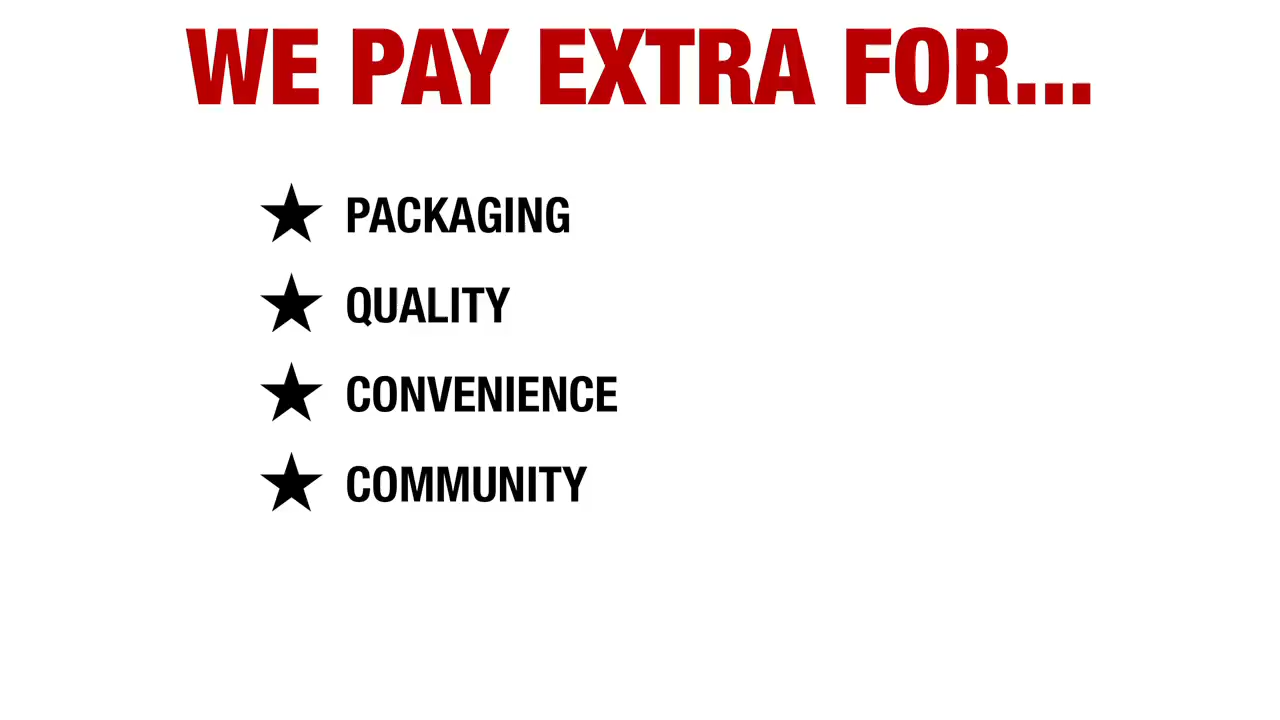 WE PAY EXTRA FOR...
PACKAGING
QUALITY
CONVENIENCE
COMMUNITY